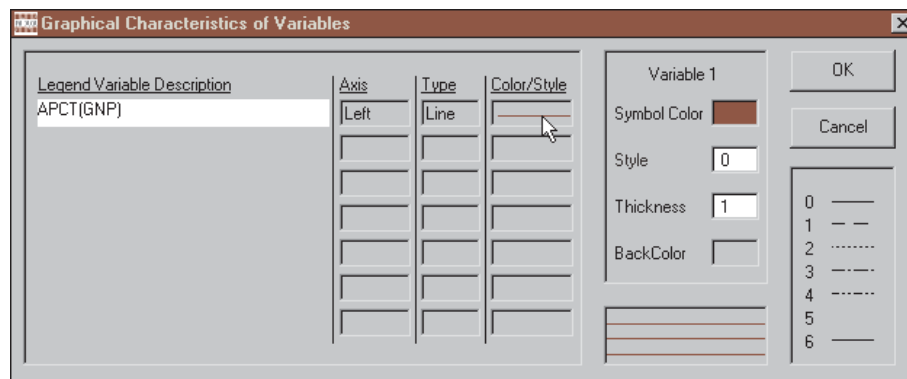 Graphical Characteristics of Variables
Legend Variable Description Axis Type Color/Style
APCT(GNP) Left Line
Variable 1
Symbol Color
Style 0
Thickness 1
BackColor
OK
Cancel
0
1
2
3
4
5
6